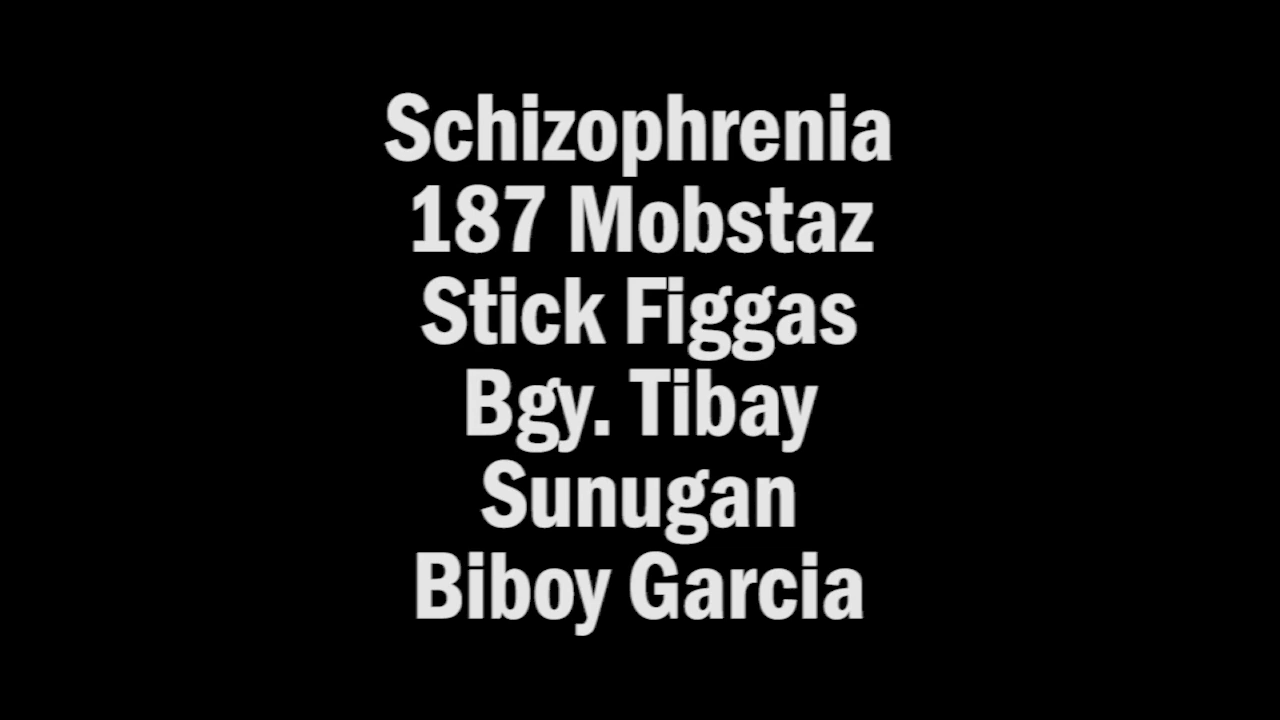 Schizophrenia
187 Mobstaz
Stick Figgas
Bgy. Tibay
Sunugan
Biboy Garcia